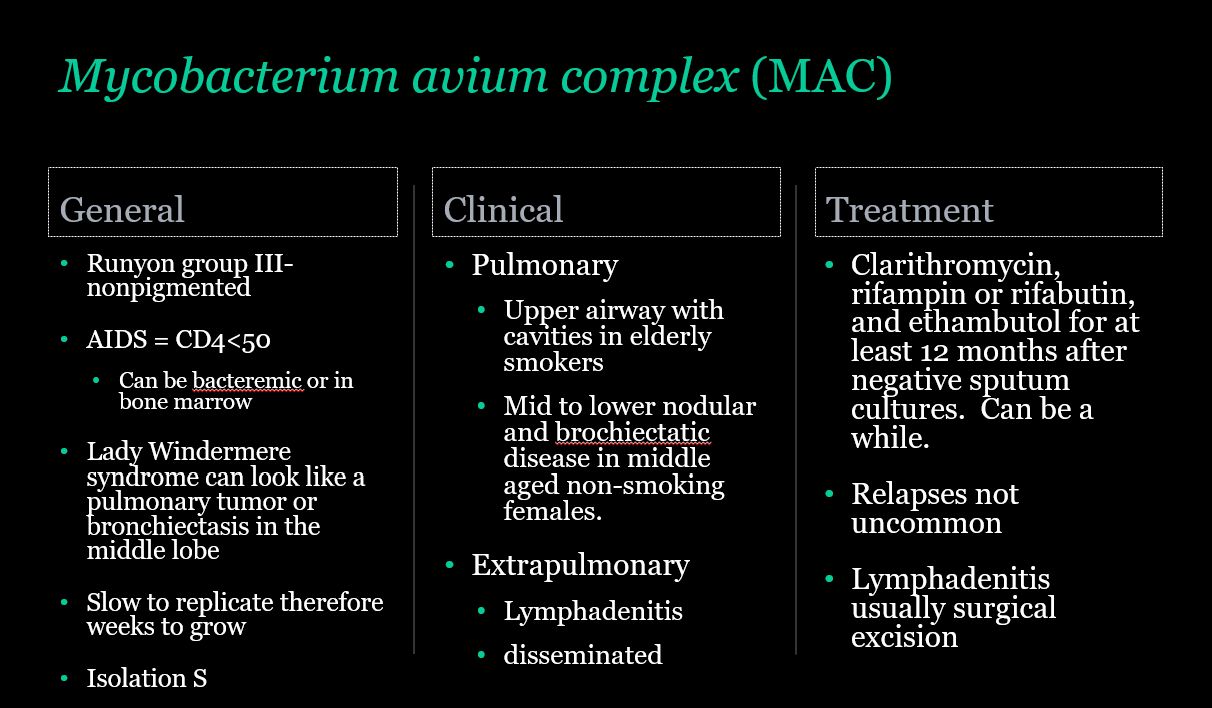 Mycobacterium avium complex (MAC)
General
Runyon group III-
nonpigmented
AIDS = CD4<50
Can be bacteremic or in
bone marrow
Lady Windermere
syndrome can look like a
pulmonary tumor or
bronchiectasis in the
middle lobe
Slow to replicate therefore
weeks to grow
Isolation S
Clinical
Pulmonary
Upper airway with
cavities in elderly
smokers
Mid to lower nodular
and brochiectatic
disease in middle
aged non-smoking
females.
Extrapulmonary
Lymphadenitis
disseminated
Treatment
Clarithromycin,
rifampin or rifabutin,
and ethambutol for at
least 12 months after
negative sputum
cultures.  Can be a
while.
Relapses not
uncommon
Lymphadenitis
usually surgical
excision